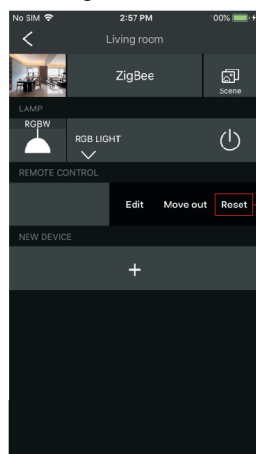 No SIM 2:57 PM 100%
Living room
ZigBee
Scene
LAMP
RGBW
RGB LIGHT
REMOTE CONTROL
Edit Move out Reset
NEW DEVICE
+